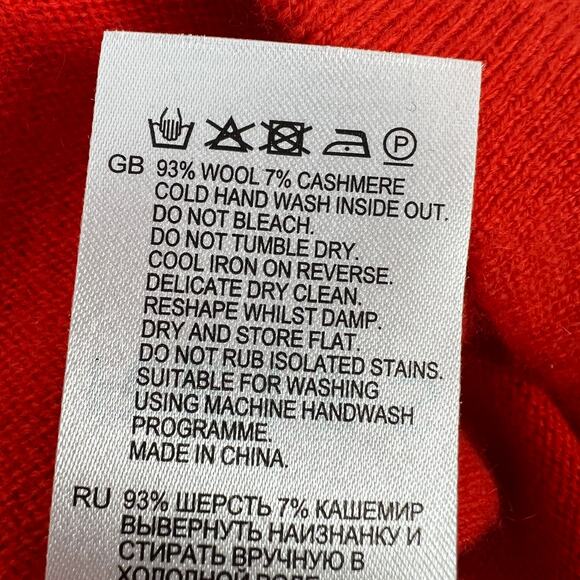 P
GB 93% WOOL 7% CASHMERE
COLD HAND WASH INSIDE OUT.
DO NOT BLEACH.
DO NOT TUMBLE DRY.
COOL IRON ON REVERSE.
DELICATE DRY CLEAN.
RESHAPE WHILST DAMP.
DRY AND STORE FLAT.
DO NOT RUB ISOLATED STAINS.
SUITABLE FOR WASHING
USING MACHINE HANDWASH
PROGRAMME.
MADE IN CHINA.
RU 93% ШЕРСТЬ 7% КАШЕМИР
ВЫВЕРНУТЬ НАИЗНАНКУ И
СТИРАТЬ ВРУЧНУЮ В
ХОЛОДНОЙ ВОДЕ